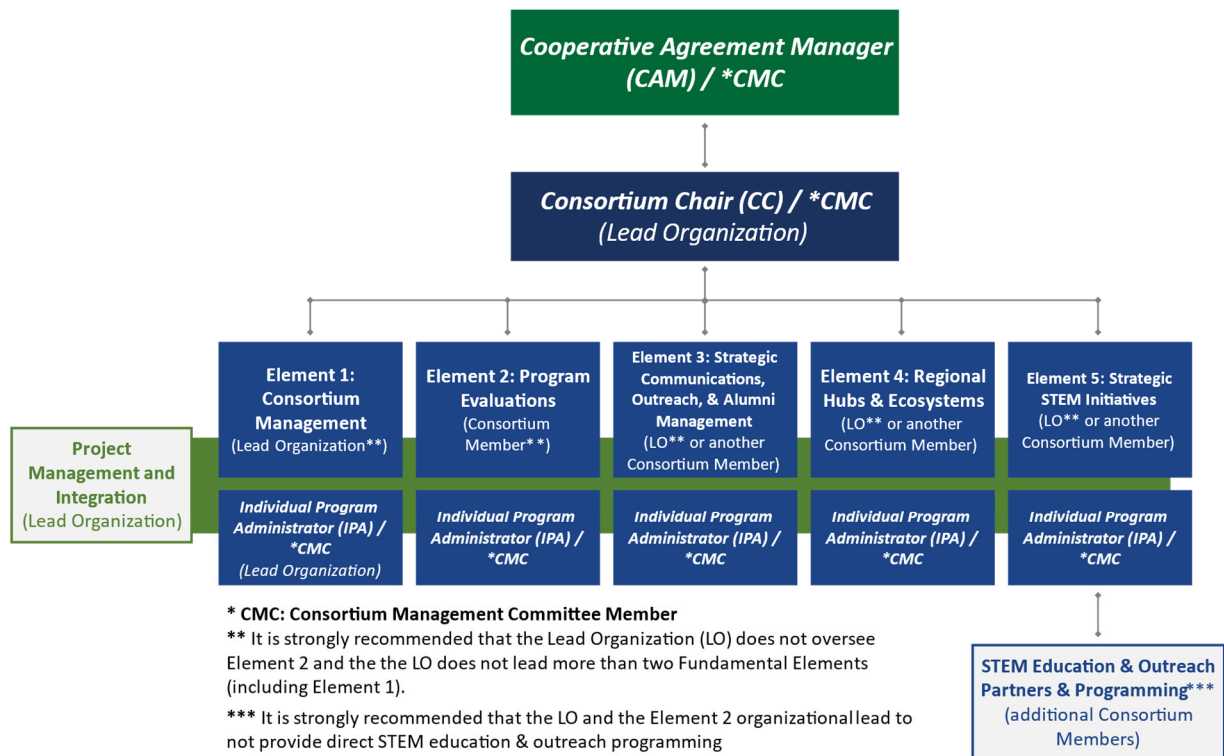 Cooperative Agreement Manager
(CAM) / *CMC
Consortium Chair (CC) / *CMC
(Lead Organization)
Element 1:
Consortium
Management
(Lead Organization**)
Element 2: Program
Evaluations
(Consortium
Member**)
Element 3: Strategic
Communications,
Outreach, & Alumni
Management
(LO** or another
Consortium Member)
Element 4: Regional
Hubs & Ecosystems
(LO** or another
Consortium Member)
Element 5: Strategic
STEM Initiatives
(LO** or another
Consortium Member)
Project
Management and
Integration
(Lead Organization)
Individual Program
Administrator (IPA) /
*CMC
(Lead Organization)
Individual Program
Administrator (IPA) /
*CMC
Individual Program
Administrator (IPA) /
*CMC
Individual Program
Administrator (IPA) /
*CMC
Individual Program
Administrator (IPA) /
*CMC
* CMC: Consortium Management Committee Member
** It is strongly recommended that the Lead Organization (LO) does not oversee
Element 2 and the the LO does not lead more than two Fundamental Elements
(including Element 1).
*** It is strongly recommended that the LO and the Element 2 organizational lead to
not provide direct STEM education & outreach programming
STEM Education & Outreach
Partners & Programming***
(additional Consortium
Members)